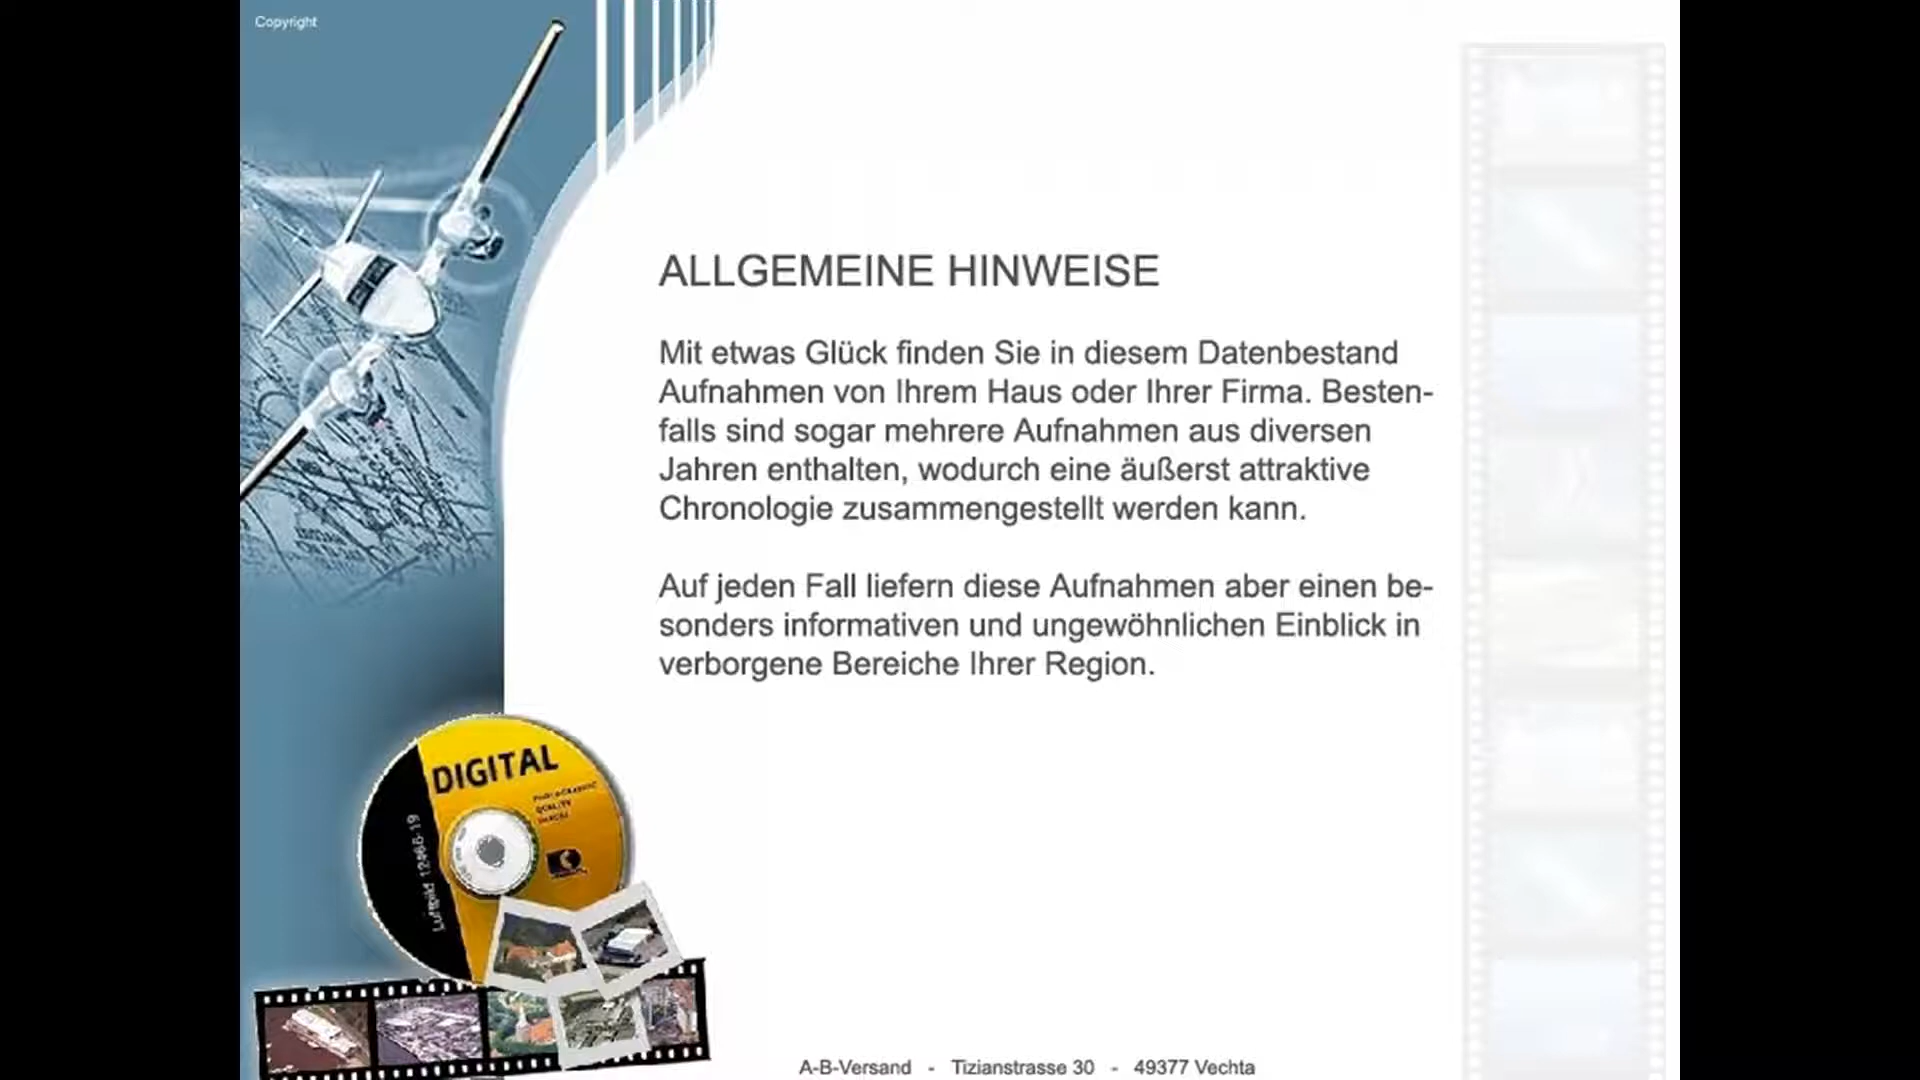 Copyright
ALLGEMEINE HINWEISE
Mit etwas Glück finden Sie in diesem Datenbestand
Aufnahmen von Ihrem Haus oder Ihrer Firma. Besten-
falls sind sogar mehrere Aufnahmen aus diversen
Jahren enthalten, wodurch eine äußerst attraktive
Chronologie zusammengestellt werden kann.
Auf jeden Fall liefern diese Aufnahmen aber einen be-
sonders informativen und ungewöhnlichen Einblick in
verborgene Bereiche Ihrer Region.
DIGITAL
QUALITY
Luftbild
A-B-Versand - Tizianstrasse 30 - 49377 Vechta